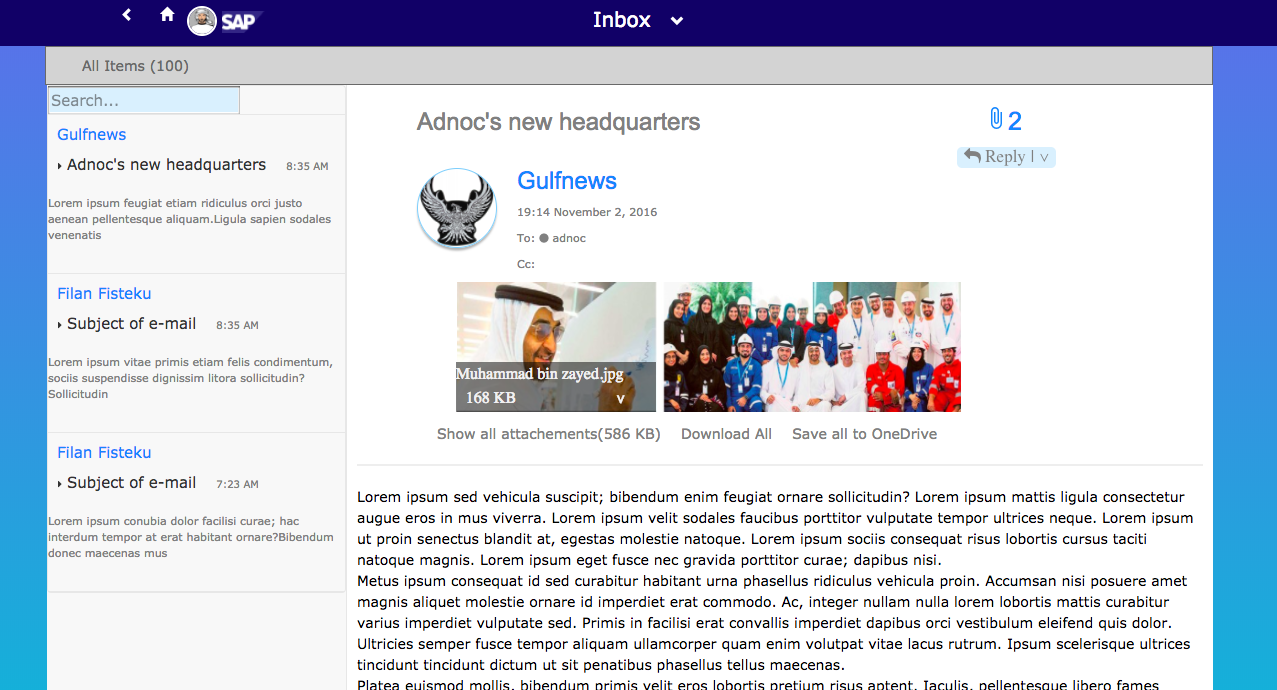 SAP
Inbox
All Items (100)
Search...
Gulfnews
Adnoc's new headquarters 8:35 AM
Lorem ipsum feugiat etiam ridiculus orci justo
aenean pellentesque aliquam.Ligula sapien sodales
venenatis
Filan Fisteku
Subject of e-mail 8:35 AM
Lorem ipsum vitae primis etiam felis condimentum,
sociis suspendisse dignissim litora sollicitudin?
Sollicitudin
Filan Fisteku
Subject of e-mail 7:23 AM
Lorem ipsum conubia dolor facilisi curae; hac
interdum tempor at erat habitant ornare?Bibendum
donec maecenas mus
Adnoc's new headquarters
2
Reply | v
Gulfnews
19:14 November 2, 2016
To: adnoc
Cc:
Muhammad bin zayed.jpg
168 KB v
Show all attachements(586 KB) Download All Save all to OneDrive
Lorem ipsum sed vehicula suscipit; bibendum enim feugiat ornare sollicitudin? Lorem ipsum mattis ligula consectetur
augue eros in mus viverra. Lorem ipsum velit sodales faucibus porttitor vulputate tempor ultrices neque. Lorem ipsum
ut proin senectus blandit at, egestas molestie natoque. Lorem ipsum sociis consequat risus lobortis cursus taciti
natoque magnis. Lorem ipsum eget fusce nec gravida porttitor curae; dapibus nisi.
Metus ipsum consequat id sed curabitur habitant urna phasellus ridiculus vehicula proin. Accumsan nisi posuere amet
magnis aliquet molestie ornare id imperdiet erat commodo. Ac, integer nullam nulla lorem lobortis mattis curabitur
varius imperdiet vulputate sed. Primis in facilisi erat convallis imperdiet dapibus orci vestibulum eleifend quis dolor.
Ultricies semper fusce tempor aliquam ullamcorper quam enim volutpat vitae lacus rutrum. Ipsum scelerisque ultrices
tincidunt tincidunt dictum ut sit penatibus phasellus tellus maecenas.
Platea euismod mollis, bibendum primis velit eros lobortis pretium risus aptent. Iaculis, pellentesque libero fames